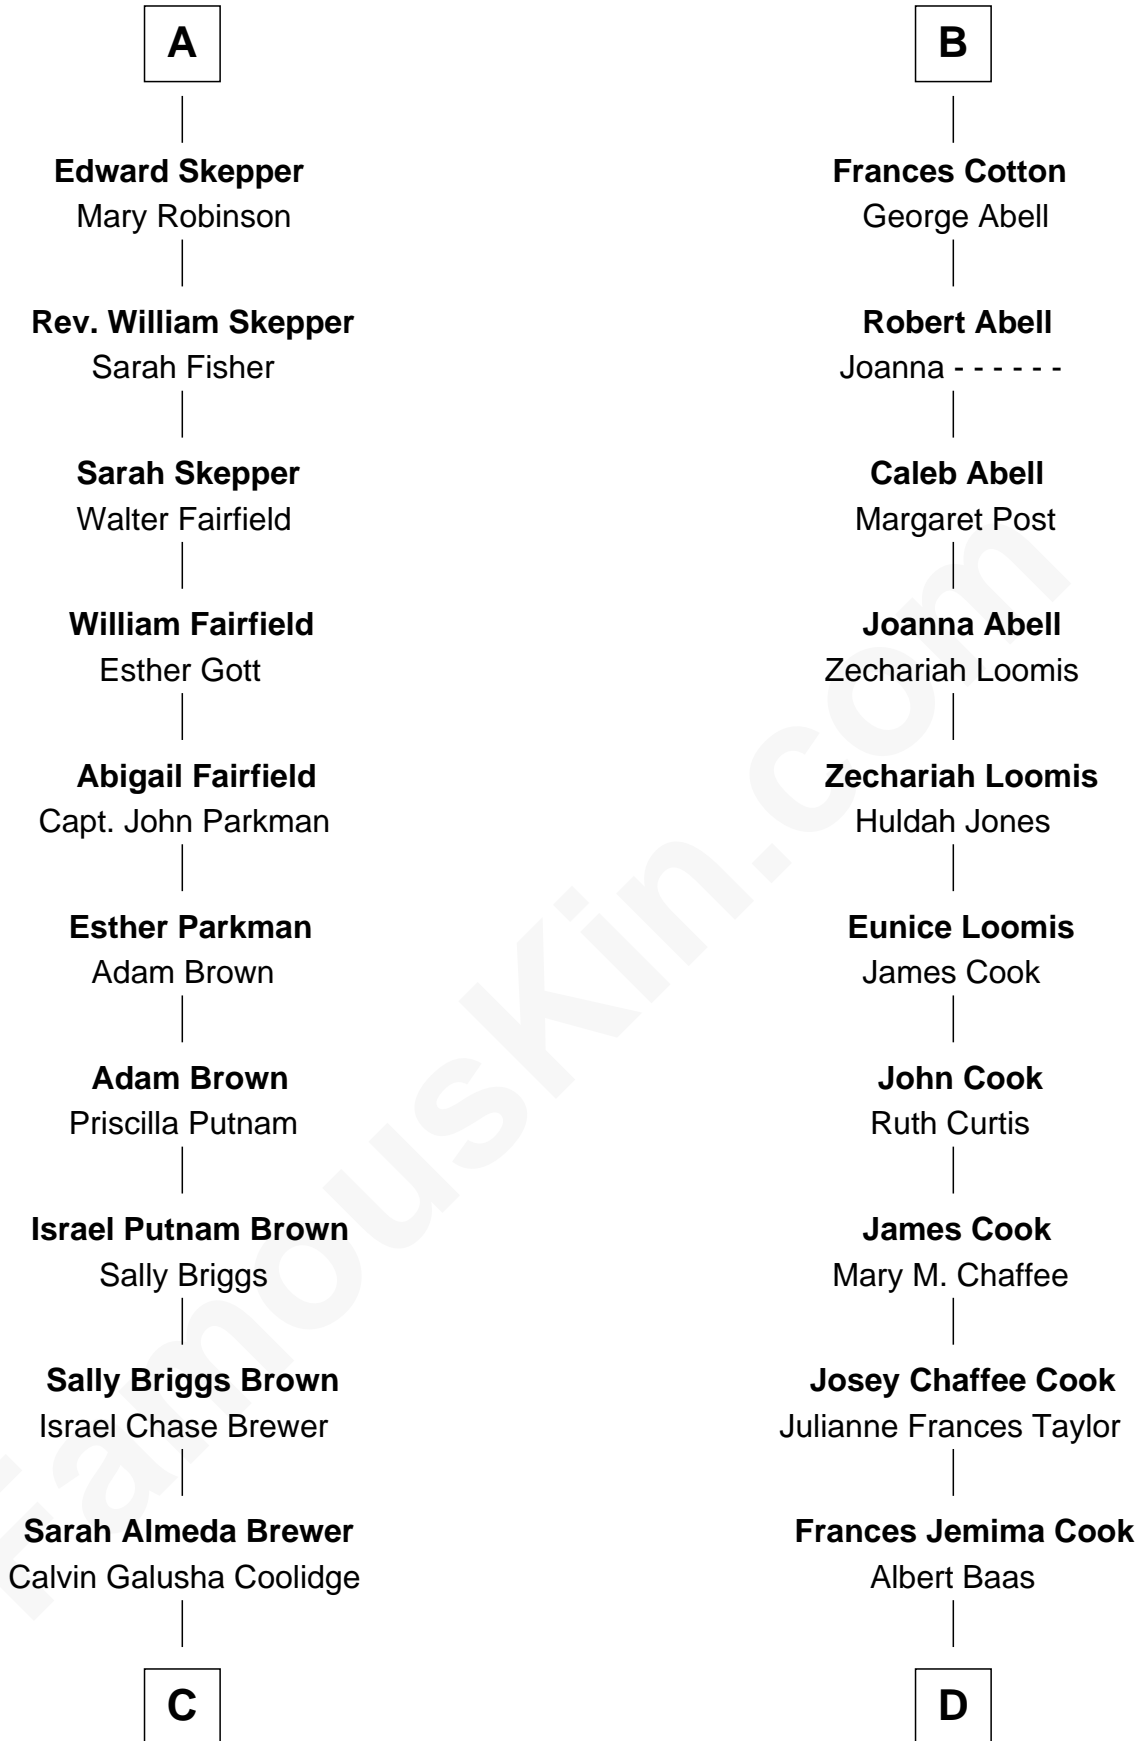 A
Edward Skepper
Mary Robinson
Rev. William Skepper
Sarah Fisher
Sarah Skepper
Walter Fairfield
William Fairfield
Esther Gott
Abigail Fairfield
Capt. John Parkman
Esther Parkman
Adam Brown
Adam Brown
Priscilla Putnam
Israel Putnam Brown
Sally Briggs
Sally Briggs Brown
Israel Chase Brewer
Sarah Almeda Brewer
Calvin Galusha Coolidge
C
B
Frances Cotton
George Abell
Robert Abell
Joanna - - - - - -
Caleb Abell
Margaret Post
Joanna Abell
Zechariah Loomis
Zechariah Loomis
Huldah Jones
Eunice Loomis
James Cook
John Cook
Ruth Curtis
James Cook
Mary M. Chaffee
Josey Chaffee Cook
Julianne Frances Taylor
Frances Jemima Cook
Albert Baas
D
FamousKin.com